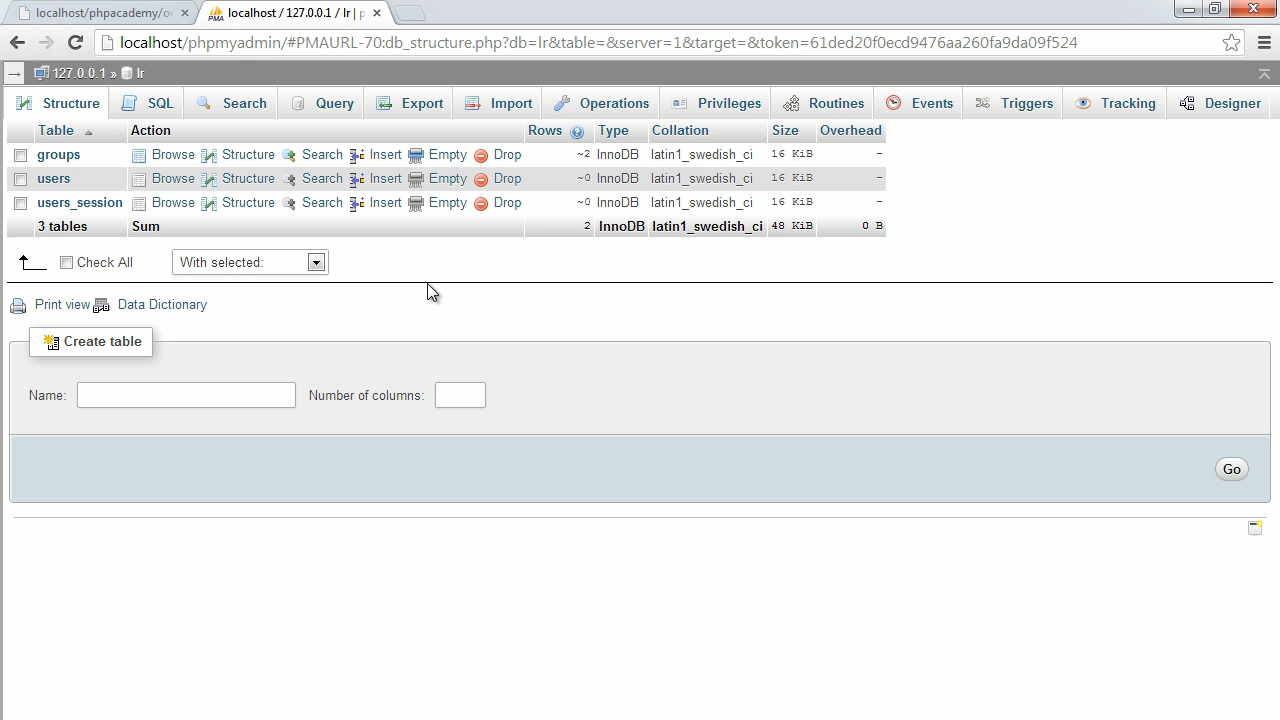 localhost/phpacademy/o
localhost / 127.0.0.1 / lr | p
localhost/phpmyadmin/#PMAURL-70:db_structure.php?db=lr&table=&server=1&target=&token=61ded20f0ecd9476aa260fa9da09f524
127.0.0.1 » lr
Structure SQL Search Query Export Import Operations Privileges Routines Events Triggers Tracking Designer
Table Action Rows Type Collation Size Overhead
groups Browse Structure Search Insert Empty Drop ~2 InnoDB latin1_swedish_ci 16 KiB -
users Browse Structure Search Insert Empty Drop ~0 InnoDB latin1_swedish_ci 16 KiB -
users_session Browse Structure Search Insert Empty Drop ~0 InnoDB latin1_swedish_ci 16 KiB -
3 tables Sum 2 InnoDB latin1_swedish_ci 48 KiB 0 B
Check All With selected:
Print view Data Dictionary
Create table
Name: Number of columns:
Go